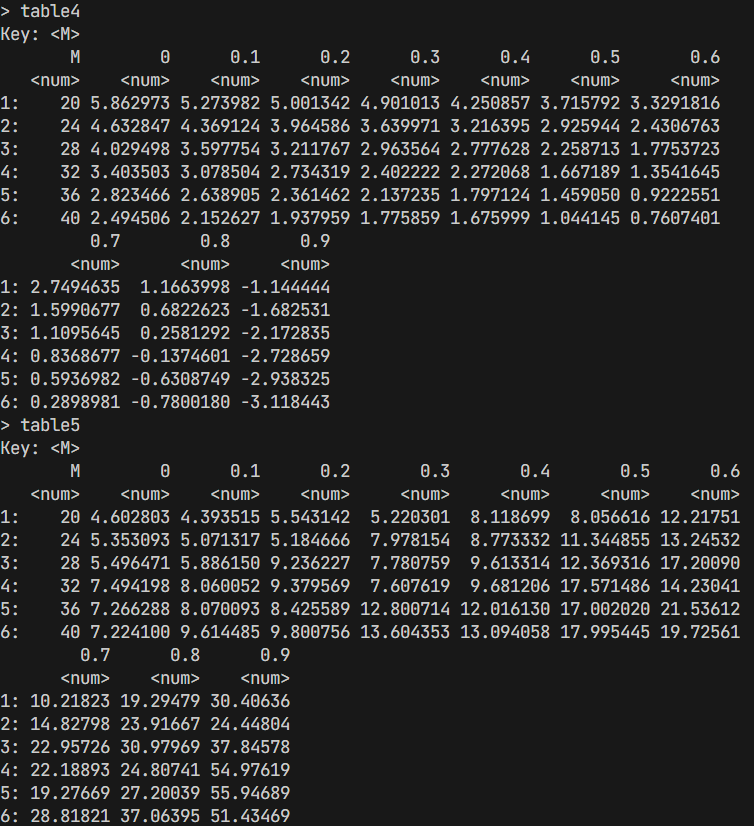 > table4
Key: <M>
M 0 0.1 0.2 0.3 0.4 0.5 0.6
<num> <num> <num> <num> <num> <num> <num> <num>
1: 20 5.862973 5.273982 5.001342 4.901013 4.250857 3.715792 3.3291816
2: 24 4.632847 4.369124 3.964586 3.639971 3.216395 2.925944 2.4306763
3: 28 4.029498 3.597754 3.211767 2.963564 2.777628 2.258713 1.7753723
4: 32 3.403503 3.078504 2.734319 2.402222 2.272068 1.667189 1.3541645
5: 36 2.823466 2.638905 2.361462 2.137235 1.797124 1.459050 0.9222551
6: 40 2.494506 2.152627 1.937959 1.775859 1.675999 1.044145 0.7607401
0.7 0.8 0.9
<num> <num> <num>
1: 2.7494635 1.1663998 -1.144444
2: 1.5990677 0.6822623 -1.682531
3: 1.1095645 0.2581292 -2.172835
4: 0.8368677 -0.1374601 -2.728659
5: 0.5936982 -0.6308749 -2.938325
6: 0.2898981 -0.7800180 -3.118443
> table5
Key: <M>
M 0 0.1 0.2 0.3 0.4 0.5 0.6
<num> <num> <num> <num> <num> <num> <num> <num>
1: 20 4.602803 4.393515 5.543142 5.220301 8.118699 8.056616 12.21751
2: 24 5.353093 5.071317 5.184666 7.978154 8.773332 11.344855 13.24532
3: 28 5.496471 5.886150 9.236227 7.780759 9.613314 12.369316 17.20090
4: 32 7.494198 8.060052 9.379569 7.607619 9.681206 17.571486 14.23041
5: 36 7.266288 8.070093 8.425589 12.800714 12.016130 17.002020 21.53612
6: 40 7.224100 9.614485 9.800756 13.604353 13.094058 17.995445 19.72561
0.7 0.8 0.9
<num> <num> <num>
1: 10.21823 19.29479 30.40636
2: 14.82798 23.91667 24.44804
3: 22.95726 30.97969 37.84578
4: 22.18893 24.80741 54.97619
5: 19.27669 27.20039 55.94689
6: 28.81821 37.06395 51.43469